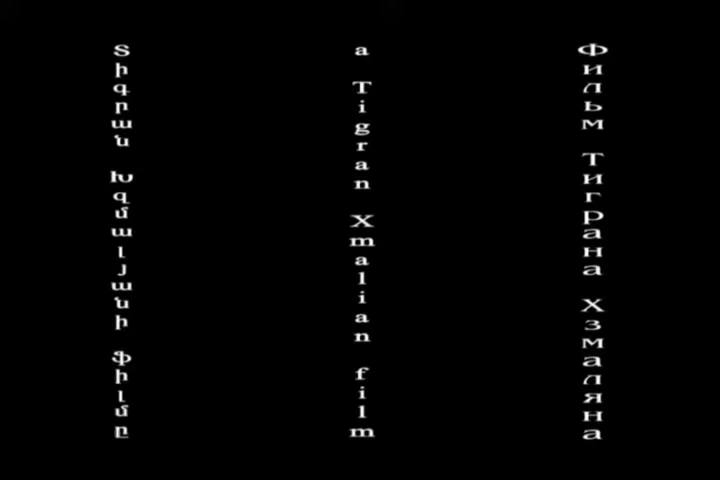 Տիգրան Խզմալյանի ֆիլմը
a Tigran Xmalian film
Фильм Тиграна Хзмаляна